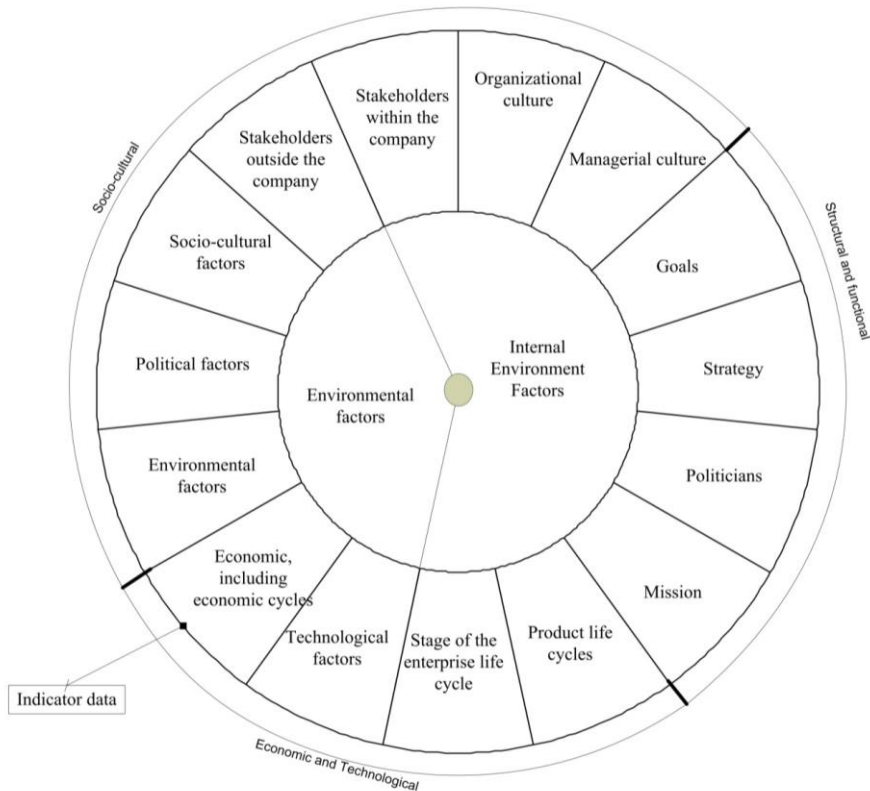 Organizational
culture
Managerial culture
Goals
Strategy
Politicians
Mission
Product life
cycles
Stage of the
enterprise life
cycle
Technological
factors
Economic,
including
economic cycles
Environmental
factors
Political factors
Socio-cultural
factors
Stakeholders
outside the
company
Stakeholders
within the
company
Internal
Environment
Factors
Environmental
factors
Socio-cultural
Structural and functional
Economic and Technological
Indicator data